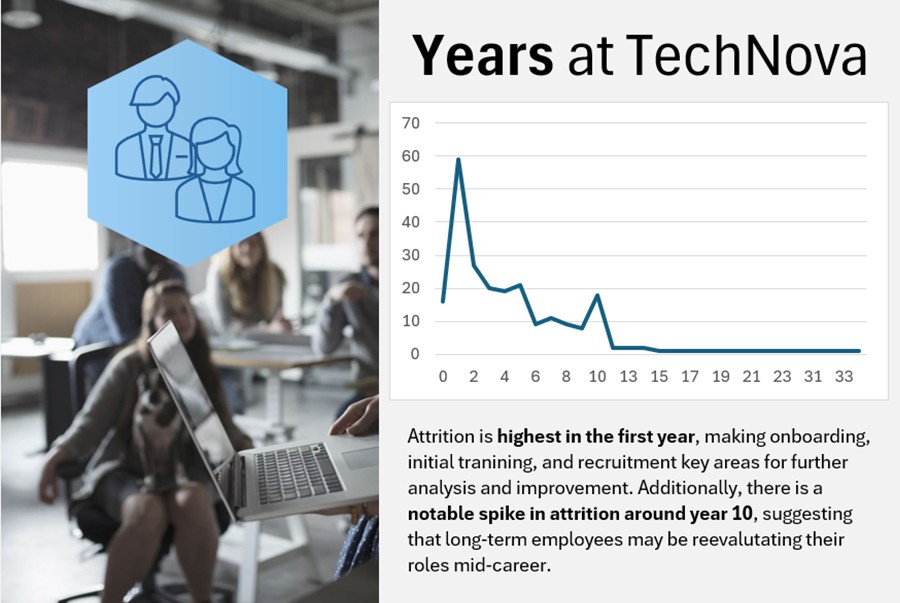 Years at TechNova
70
60
50
40
30
20
10
0
0 2 4 6 8 10 13 15 17 19 21 23 31 33
Attrition is highest in the first year, making onboarding,
initial tranining, and recruitment key areas for further
analysis and improvement. Additionally, there is a
notable spike in attrition around year 10, suggesting
that long-term employees may be reevalutating their
roles mid-career.